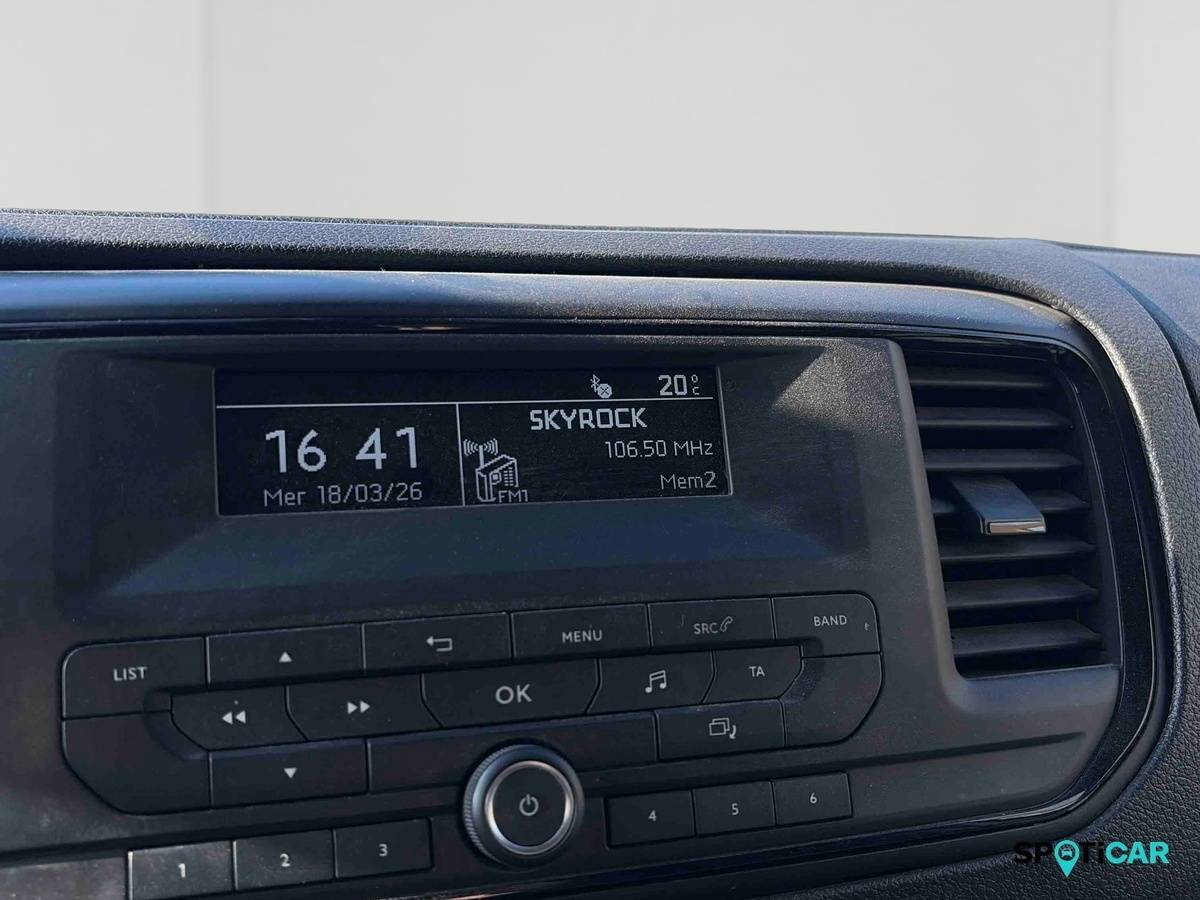 20°C
16 41
Mer 18/03/26
SKYROCK
106.50 MHz
FM1
Mem2
LIST
MENU
SRC
BAND
OK
TA
1
2
3
4
5
6
SPOTiCAR